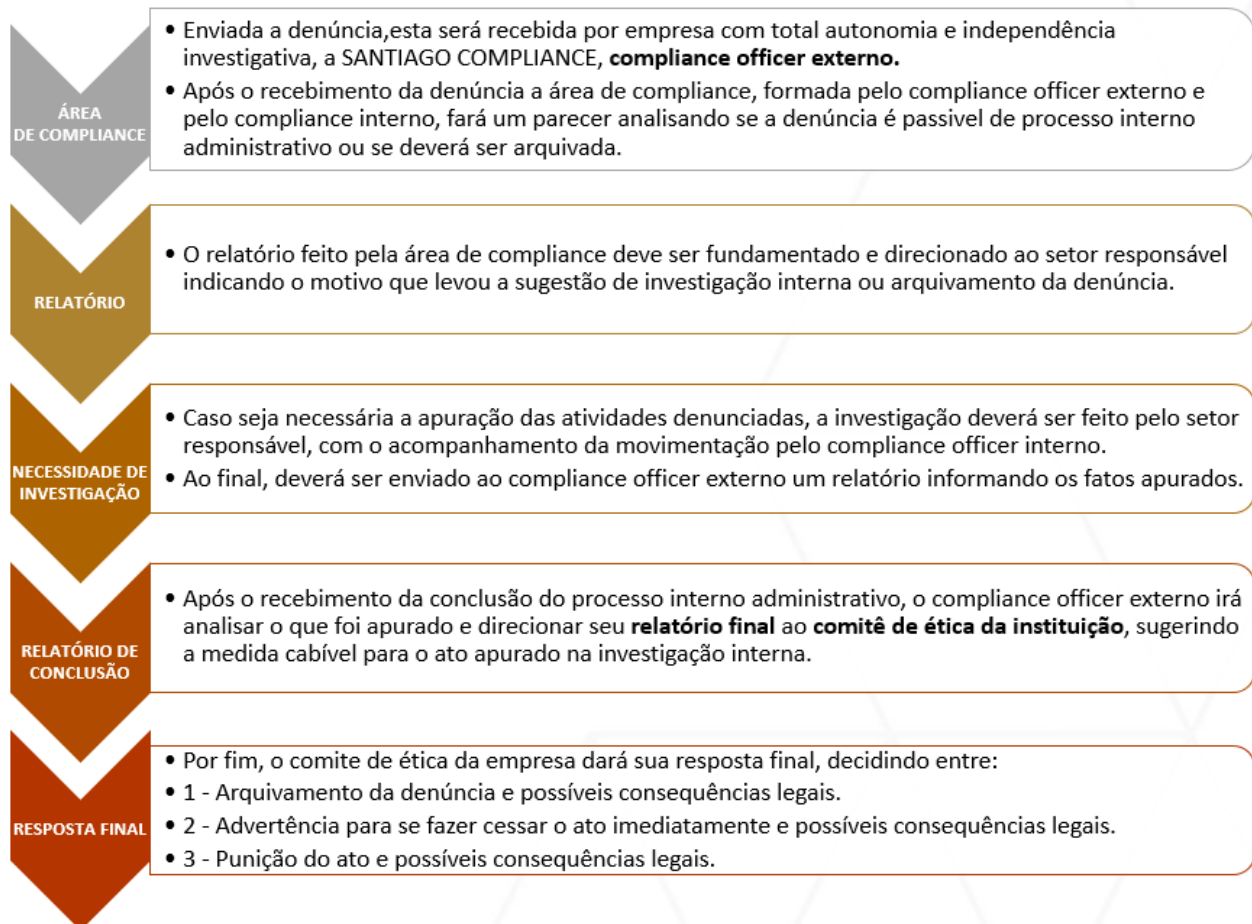 ÁREA
DE COMPLIANCE
• Enviada a denúncia,esta será recebida por empresa com total autonomia e independência
investigativa, a SANTIAGO COMPLIANCE, compliance officer externo.
• Após o recebimento da denúncia a área de compliance, formada pelo compliance officer externo e
pelo compliance interno, fará um parecer analisando se a denúncia é passivel de processo interno
administrativo ou se deverá ser arquivada.
RELATÓRIO
• O relatório feito pela área de compliance deve ser fundamentado e direcionado ao setor responsável
indicando o motivo que levou a sugestão de investigação interna ou arquivamento da denúncia.
NECESSIDADE DE
INVESTIGAÇÃO
• Caso seja necessária a apuração das atividades denunciadas, a investigação deverá ser feito pelo setor
responsável, com o acompanhamento da movimentação pelo compliance officer interno.
• Ao final, deverá ser enviado ao compliance officer externo um relatório informando os fatos apurados.
RELATÓRIO DE
CONCLUSÃO
• Após o recebimento da conclusão do processo interno administrativo, o compliance officer externo irá
analisar o que foi apurado e direcionar seu relatório final ao comitê de ética da instituição, sugerindo
a medida cabível para o ato apurado na investigação interna.
RESPOSTA FINAL
• Por fim, o comite de ética da empresa dará sua resposta final, decidindo entre:
• 1 - Arquivamento da denúncia e possíveis consequências legais.
• 2 - Advertência para se fazer cessar o ato imediatamente e possíveis consequências legais.
• 3 - Punição do ato e possíveis consequências legais.